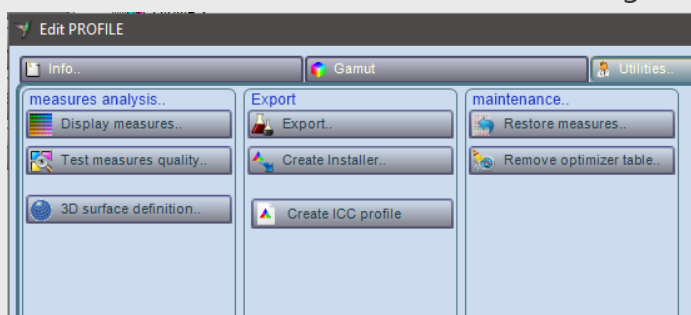 Edit PROFILE
Info..
Gamut
Utilities..
measures analysis..
Display measures..
Test measures quality..
3D surface definition..
Export
Export..
Create Installer..
Create ICC profile
maintenance..
Restore measures..
Remove optimizer table..